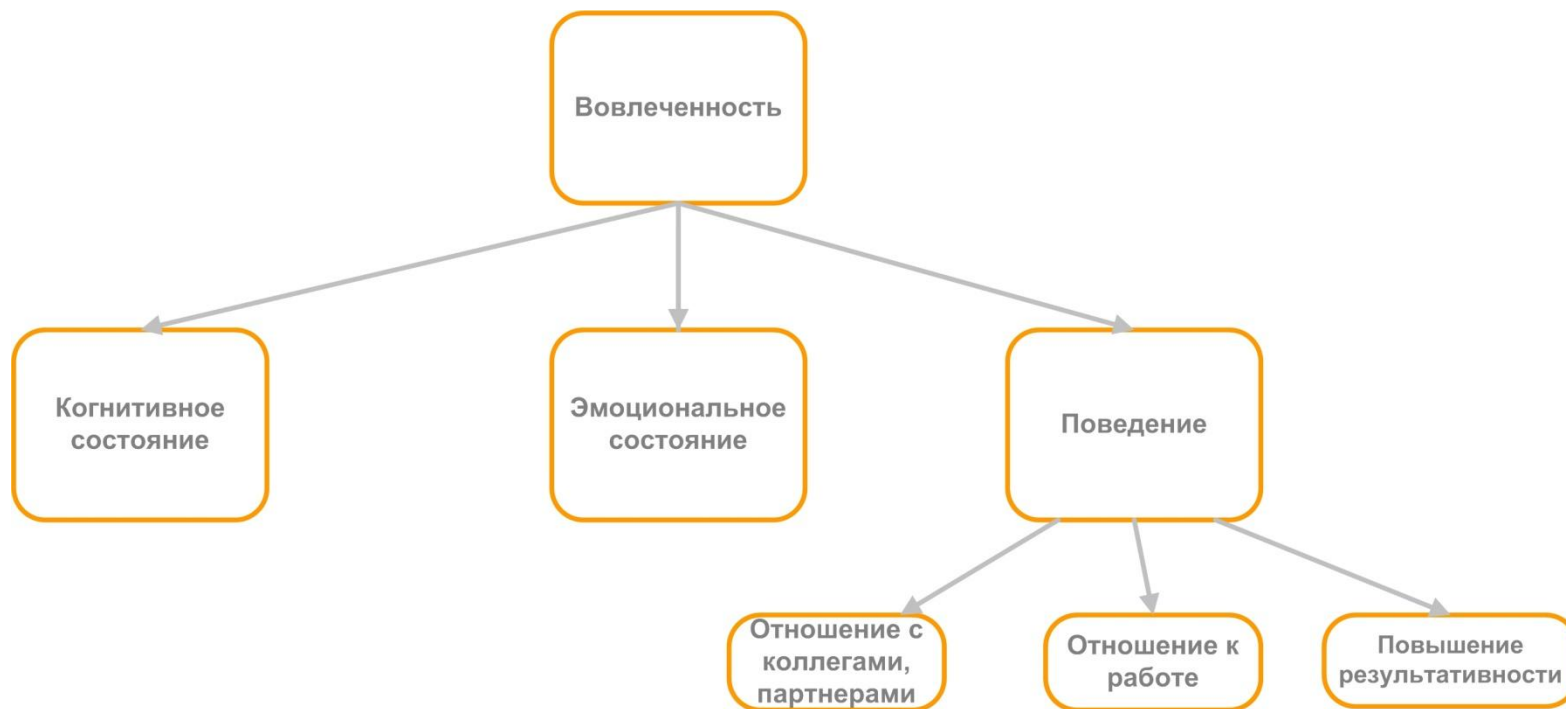 Вовлеченность
Когнитивное
состояние
Эмоциональное
состояние
Поведение
Отношение с
коллегами,
партнерами
Отношение к
работе
Повышение
результативности